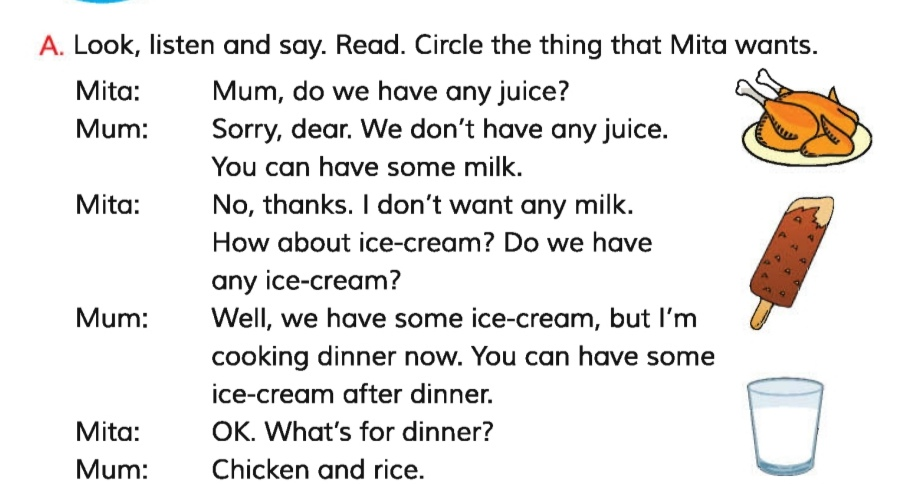 A. Look, listen and say. Read. Circle the thing that Mita wants.
Mita: Mum, do we have any juice?
Mum: Sorry, dear. We don't have any juice.
You can have some milk.
Mita: No, thanks. I don't want any milk.
How about ice-cream? Do we have
any ice-cream?
Mum: Well, we have some ice-cream, but I'm
cooking dinner now. You can have some
ice-cream after dinner.
Mita: OK. What's for dinner?
Mum: Chicken and rice.